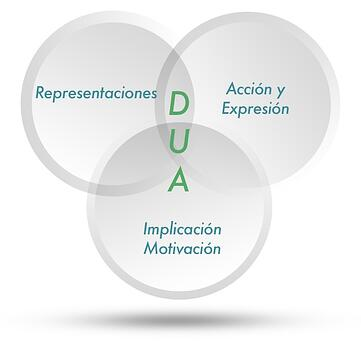 Representaciones
Acción y
Expresión
D
U
A
Implicación
Motivación